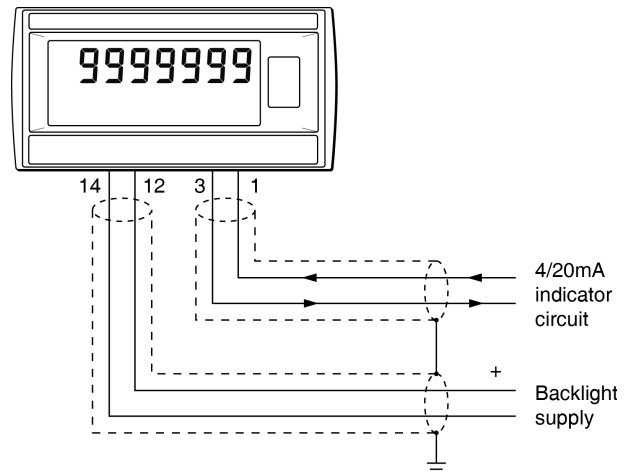 9999999
14 12 3 1
4/20mA
indicator
circuit
+
Backlight
supply